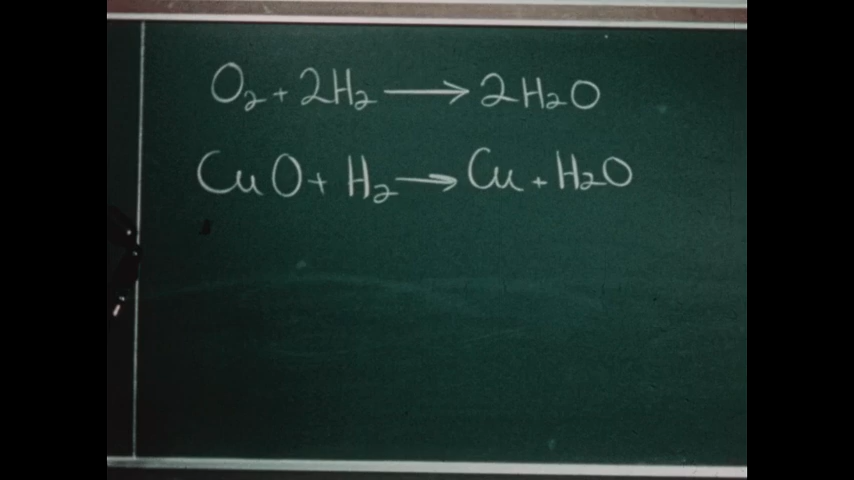 O₂ + 2H₂ ⟶ 2H₂O
CuO + H₂ ⟶ Cu + H₂O